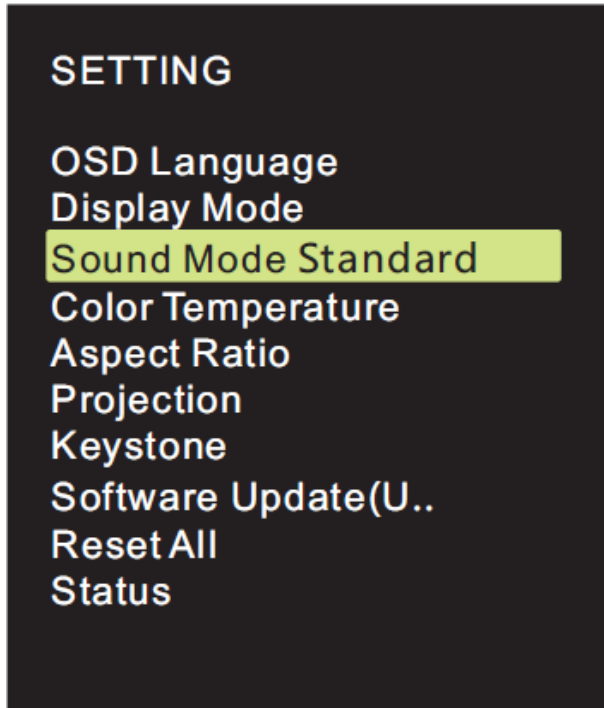 SETTING
OSD Language
Display Mode
Sound Mode Standard
Color Temperature
Aspect Ratio
Projection
Keystone
Software Update(U..
Reset All
Status